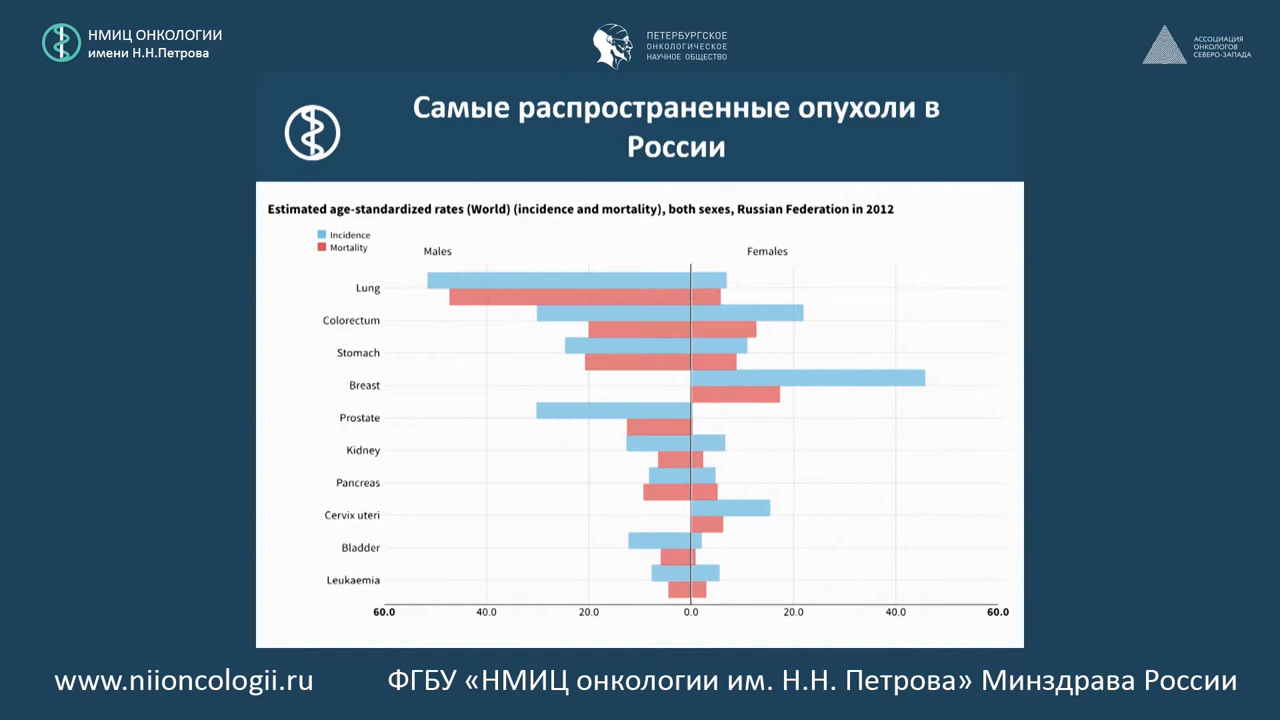 НМИЦ ОНКОЛОГИИ
имени Н.Н.Петрова
ПЕТЕРБУРГСКОЕ
ОНКОЛОГИЧЕСКОЕ
НАУЧНОЕ ОБЩЕСТВО
АССОЦИАЦИЯ
ОНКОЛОГОВ
СЕВЕРО-ЗАПАДА
Самые распространенные опухоли в
России
Estimated age-standardized rates (World) (incidence and mortality), both sexes, Russian Federation in 2012
Incidence
Mortality
Males
Females
Lung
Colorectum
Stomach
Breast
Prostate
Kidney
Pancreas
Cervix uteri
Bladder
Leukaemia
60.0 40.0 20.0 0.0 20.0 40.0 60.0
www.niioncologii.ru
ФГБУ «НМИЦ онкологии им. Н.Н. Петрова» Минздрава России